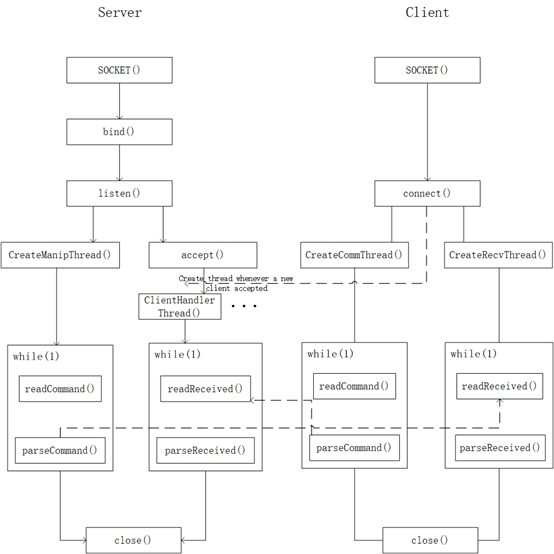 Server Client
SOCKET() SOCKET()
bind()
listen() connect()
CreateManipThread() accept() CreateCommThread() CreateRecvThread()
Create thread whenever a new
client accepted
ClientHandler
Thread()
while(1) while(1) while(1) while(1)
readCommand() readReceived() readCommand() readReceived()
parseCommand() parseReceived() parseCommand() parseReceived()
close() close()